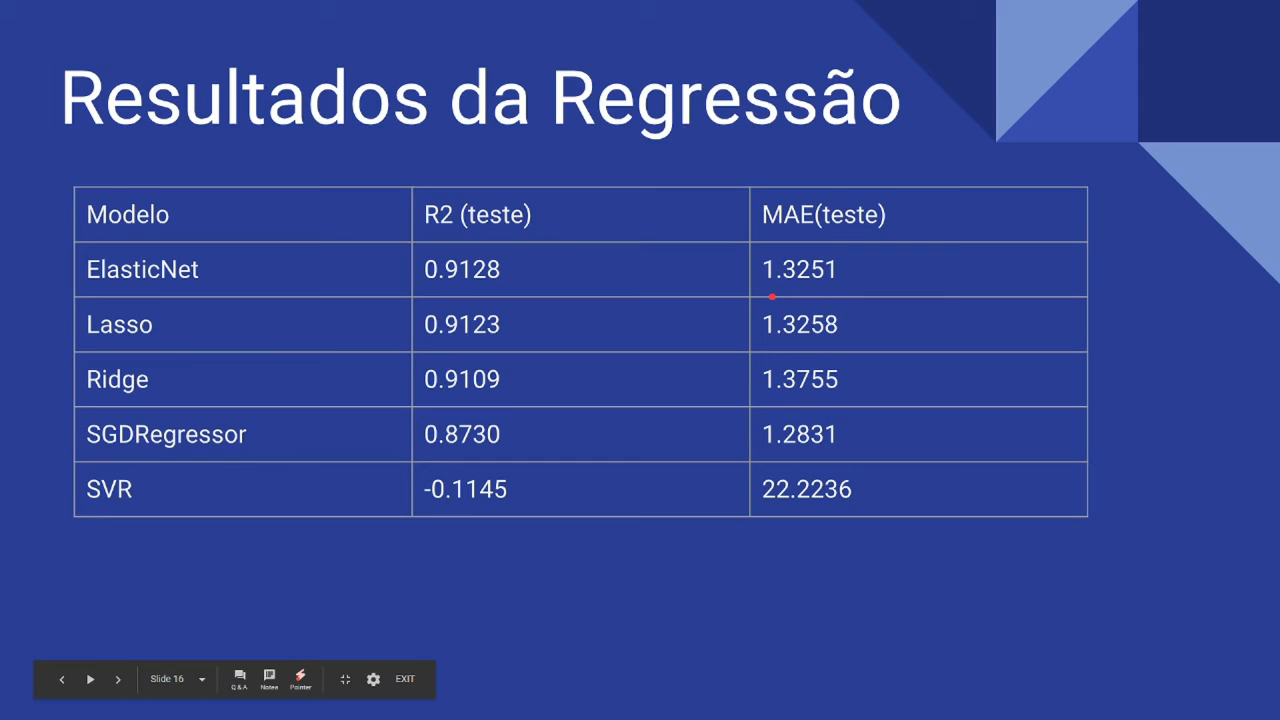 Resultados da Regressão
Modelo R2 (teste) MAE(teste)
ElasticNet 0.9128 1.3251
Lasso 0.9123 1.3258
Ridge 0.9109 1.3755
SGDRegressor 0.8730 1.2831
SVR -0.1145 22.2236
Slide 16 Q & A Notes Pointer EXIT